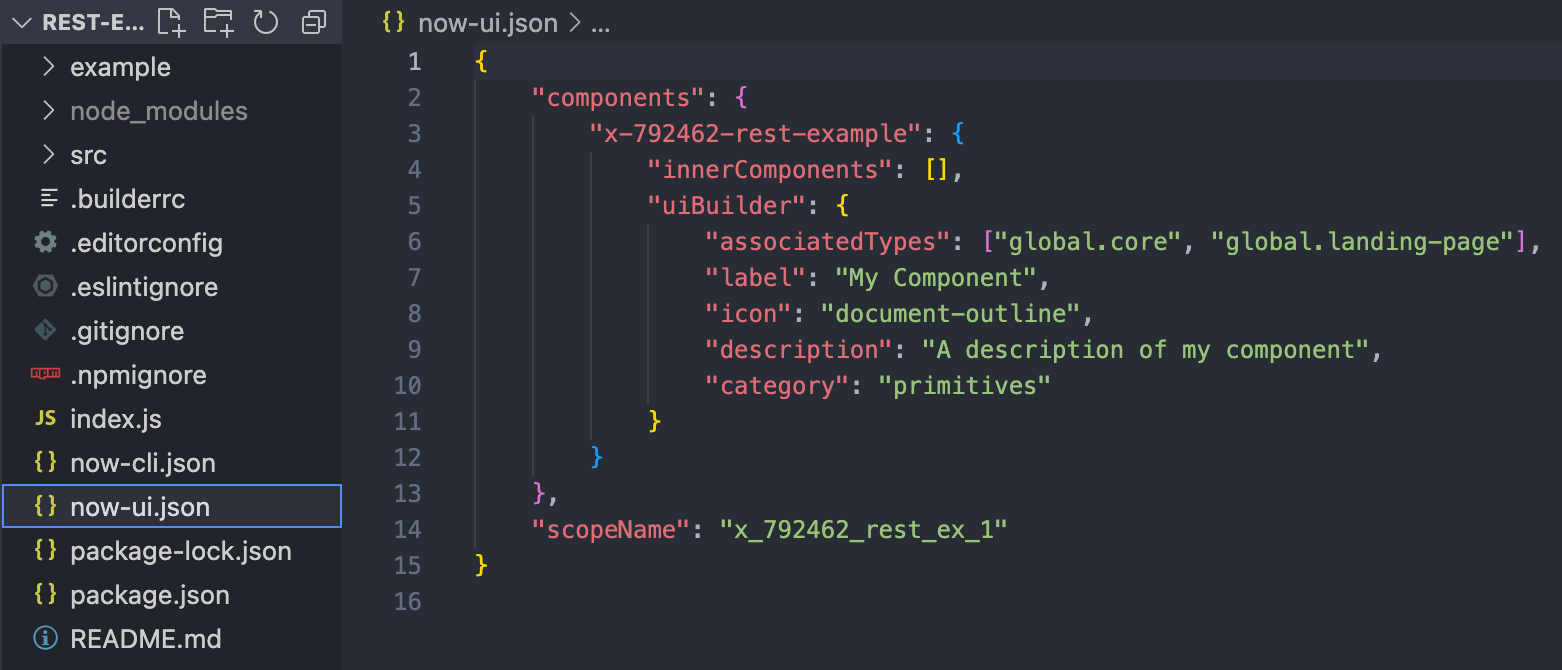 REST-E...
example
node_modules
src
.builderrc
.editorconfig
.eslintignore
.gitignore
.npmignore
JS index.js
{} now-cli.json
{} now-ui.json
{} package-lock.json
{} package.json
README.md
{} now-ui.json > ...
1 {
2     "components": {
3         "x-792462-rest-example": {
4             "innerComponents": [],
5             "uiBuilder": {
6                 "associatedTypes": ["global.core", "global.landing-page"],
7                 "label": "My Component",
8                 "icon": "document-outline",
9                 "description": "A description of my component",
10                 "category": "primitives"
11             }
12         }
13     },
14     "scopeName": "x_792462_rest_ex_1"
15 }
16